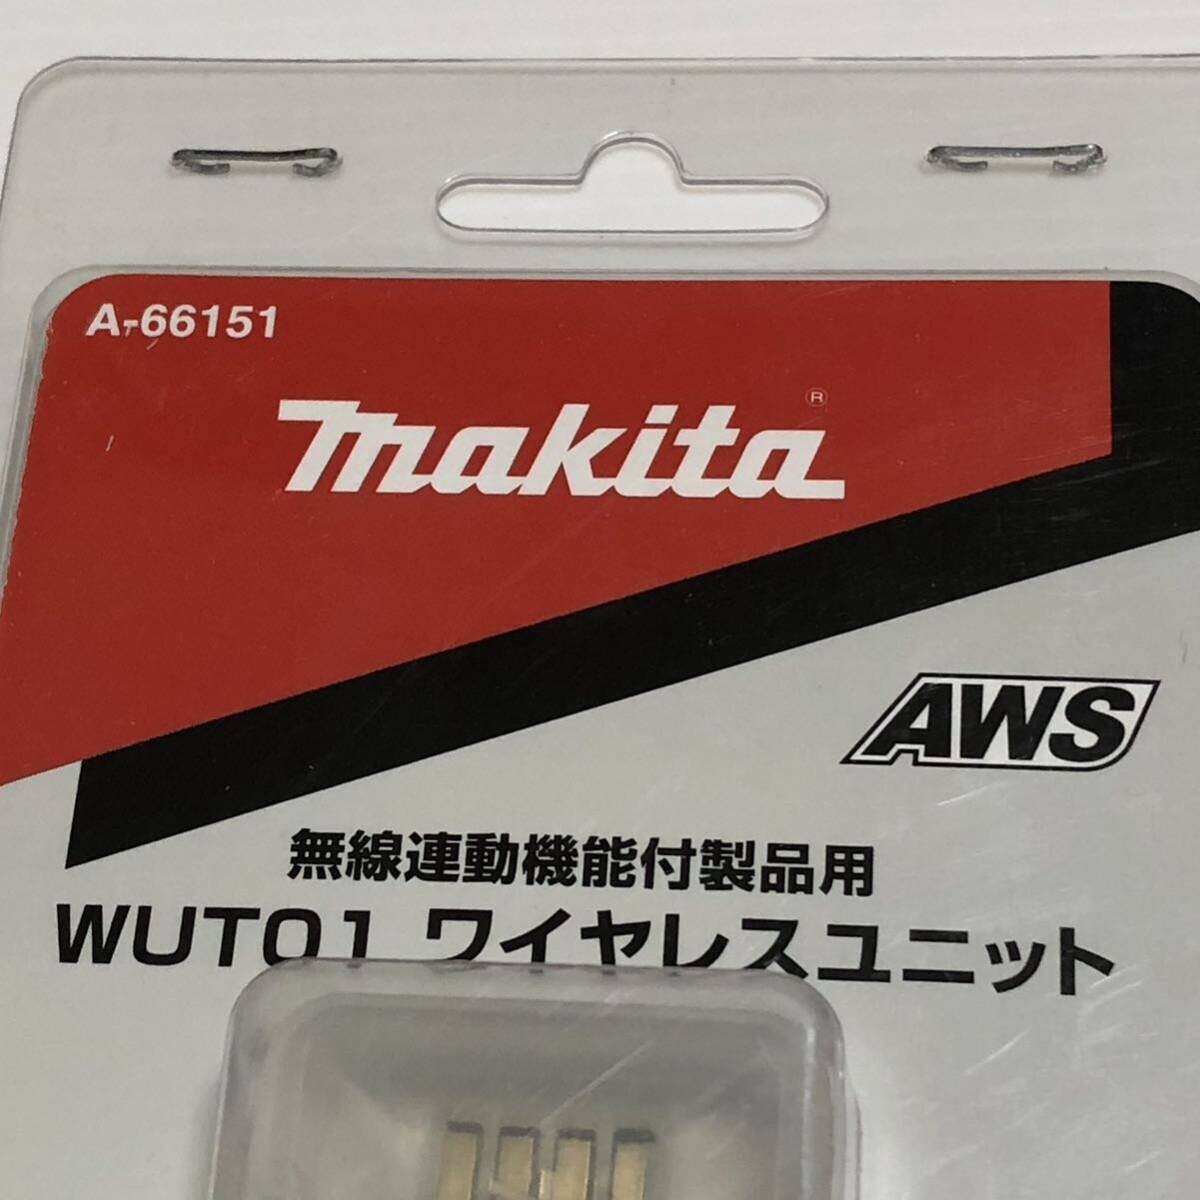 A-66151
makita®
AWS
無線連動機能付製品用
WUT01 ワイヤレスユニット